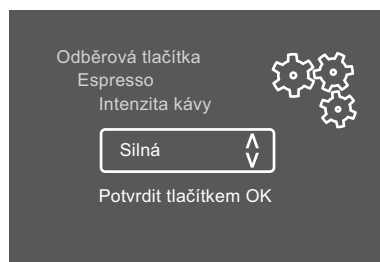 Odběrová tlačítka
Espresso
Intenzita kávy
Silná
Potvrdit tlačítkem OK